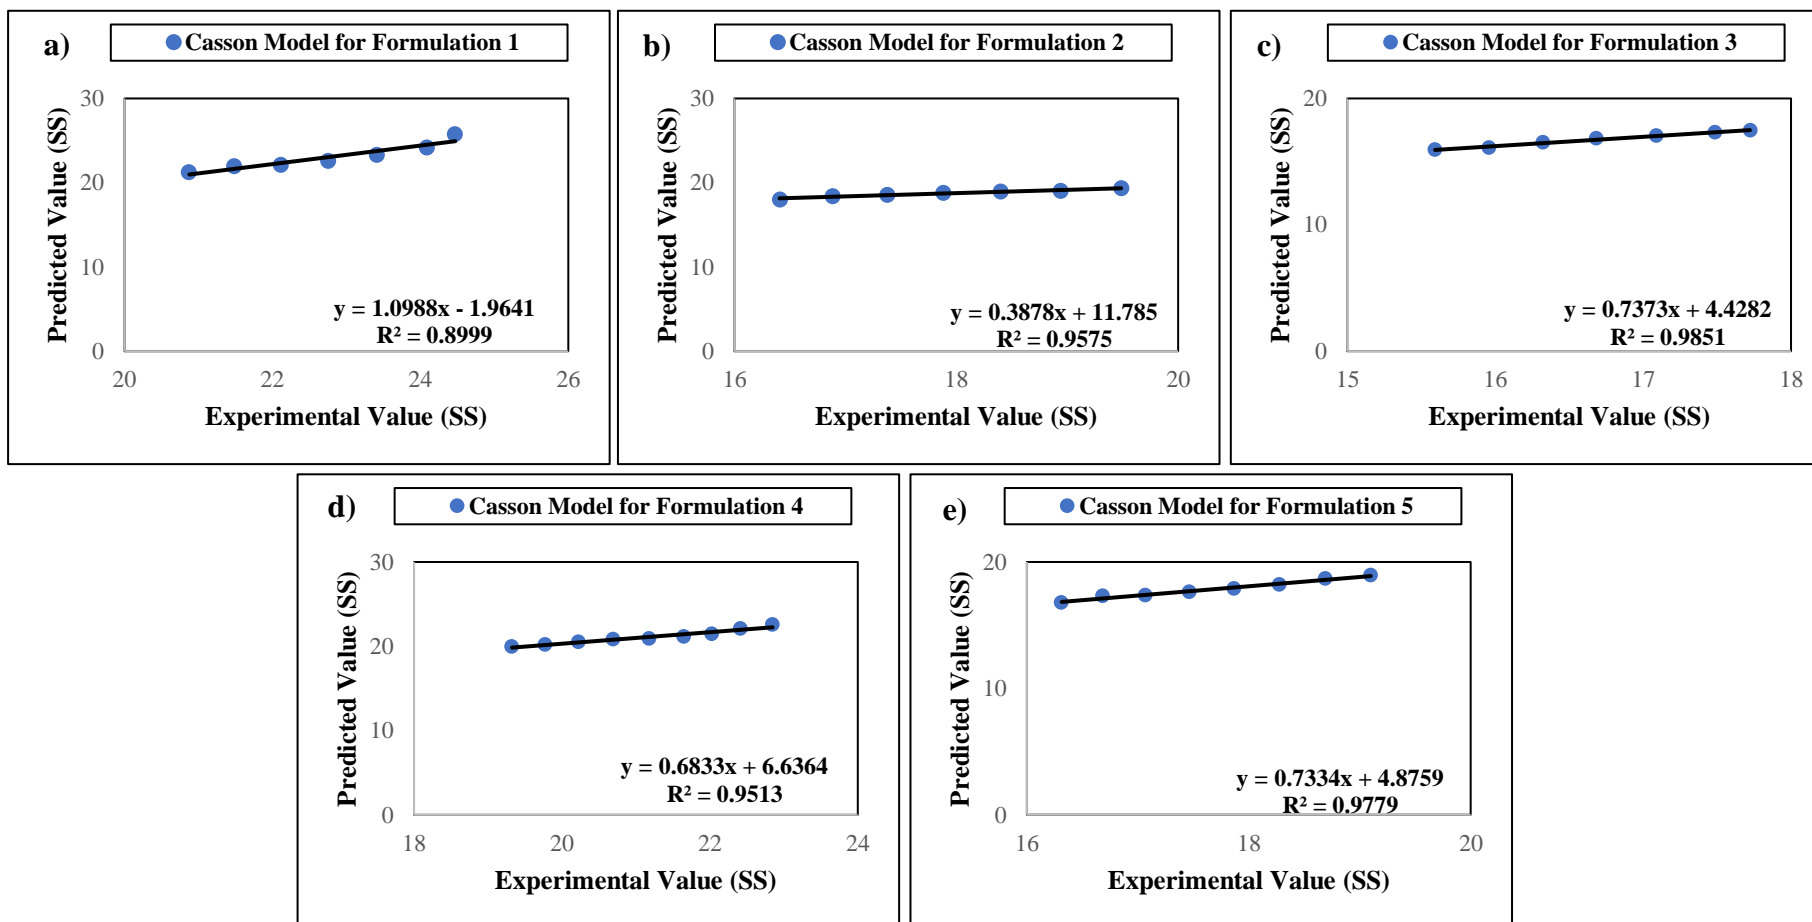 a)
Casson Model for Formulation 1
30
20
10
0
Predicted Value (SS)
y = 1.0988x - 1.9641
R² = 0.8999
20 22 24 26
Experimental Value (SS)
b)
Casson Model for Formulation 2
30
20
10
0
Predicted Value (SS)
y = 0.3878x + 11.785
R² = 0.9575
16 18 20
Experimental Value (SS)
c)
Casson Model for Formulation 3
20
10
0
Predicted Value (SS)
y = 0.7373x + 4.4282
R² = 0.9851
15 16 17 18
Experimental Value (SS)
d)
Casson Model for Formulation 4
30
20
10
0
Predicted Value (SS)
y = 0.6833x + 6.6364
R² = 0.9513
18 20 22 24
Experimental Value (SS)
e)
Casson Model for Formulation 5
20
10
0
Predicted Value (SS)
y = 0.7334x + 4.8759
R² = 0.9779
16 18 20
Experimental Value (SS)